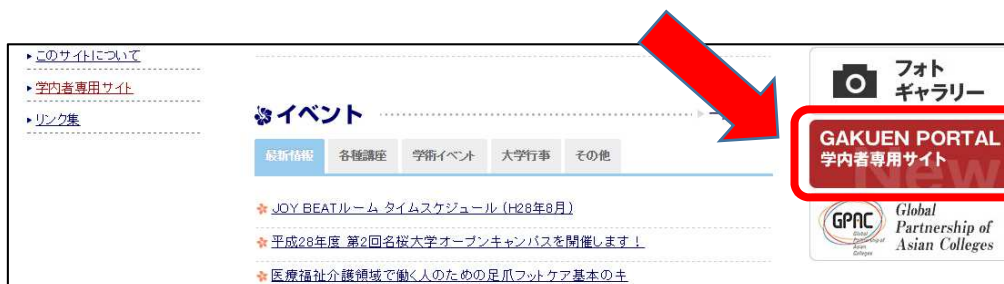 このサイトについて
学内者専用サイト
リンク集
イベント
最新情報 各種講座 学術イベント 大学行事 その他
JOY BEATルーム タイムスケジュール (H28年8月)
平成28年度 第2回名桜大学オープンキャンパスを開催します！
医療福祉介護領域で働く人のための足爪フットケア基本のキ
フォト
ギャラリー
GAKUEN PORTAL
学内者専用サイト
New
GPAC
Global
Partnership of
Asian Colleges